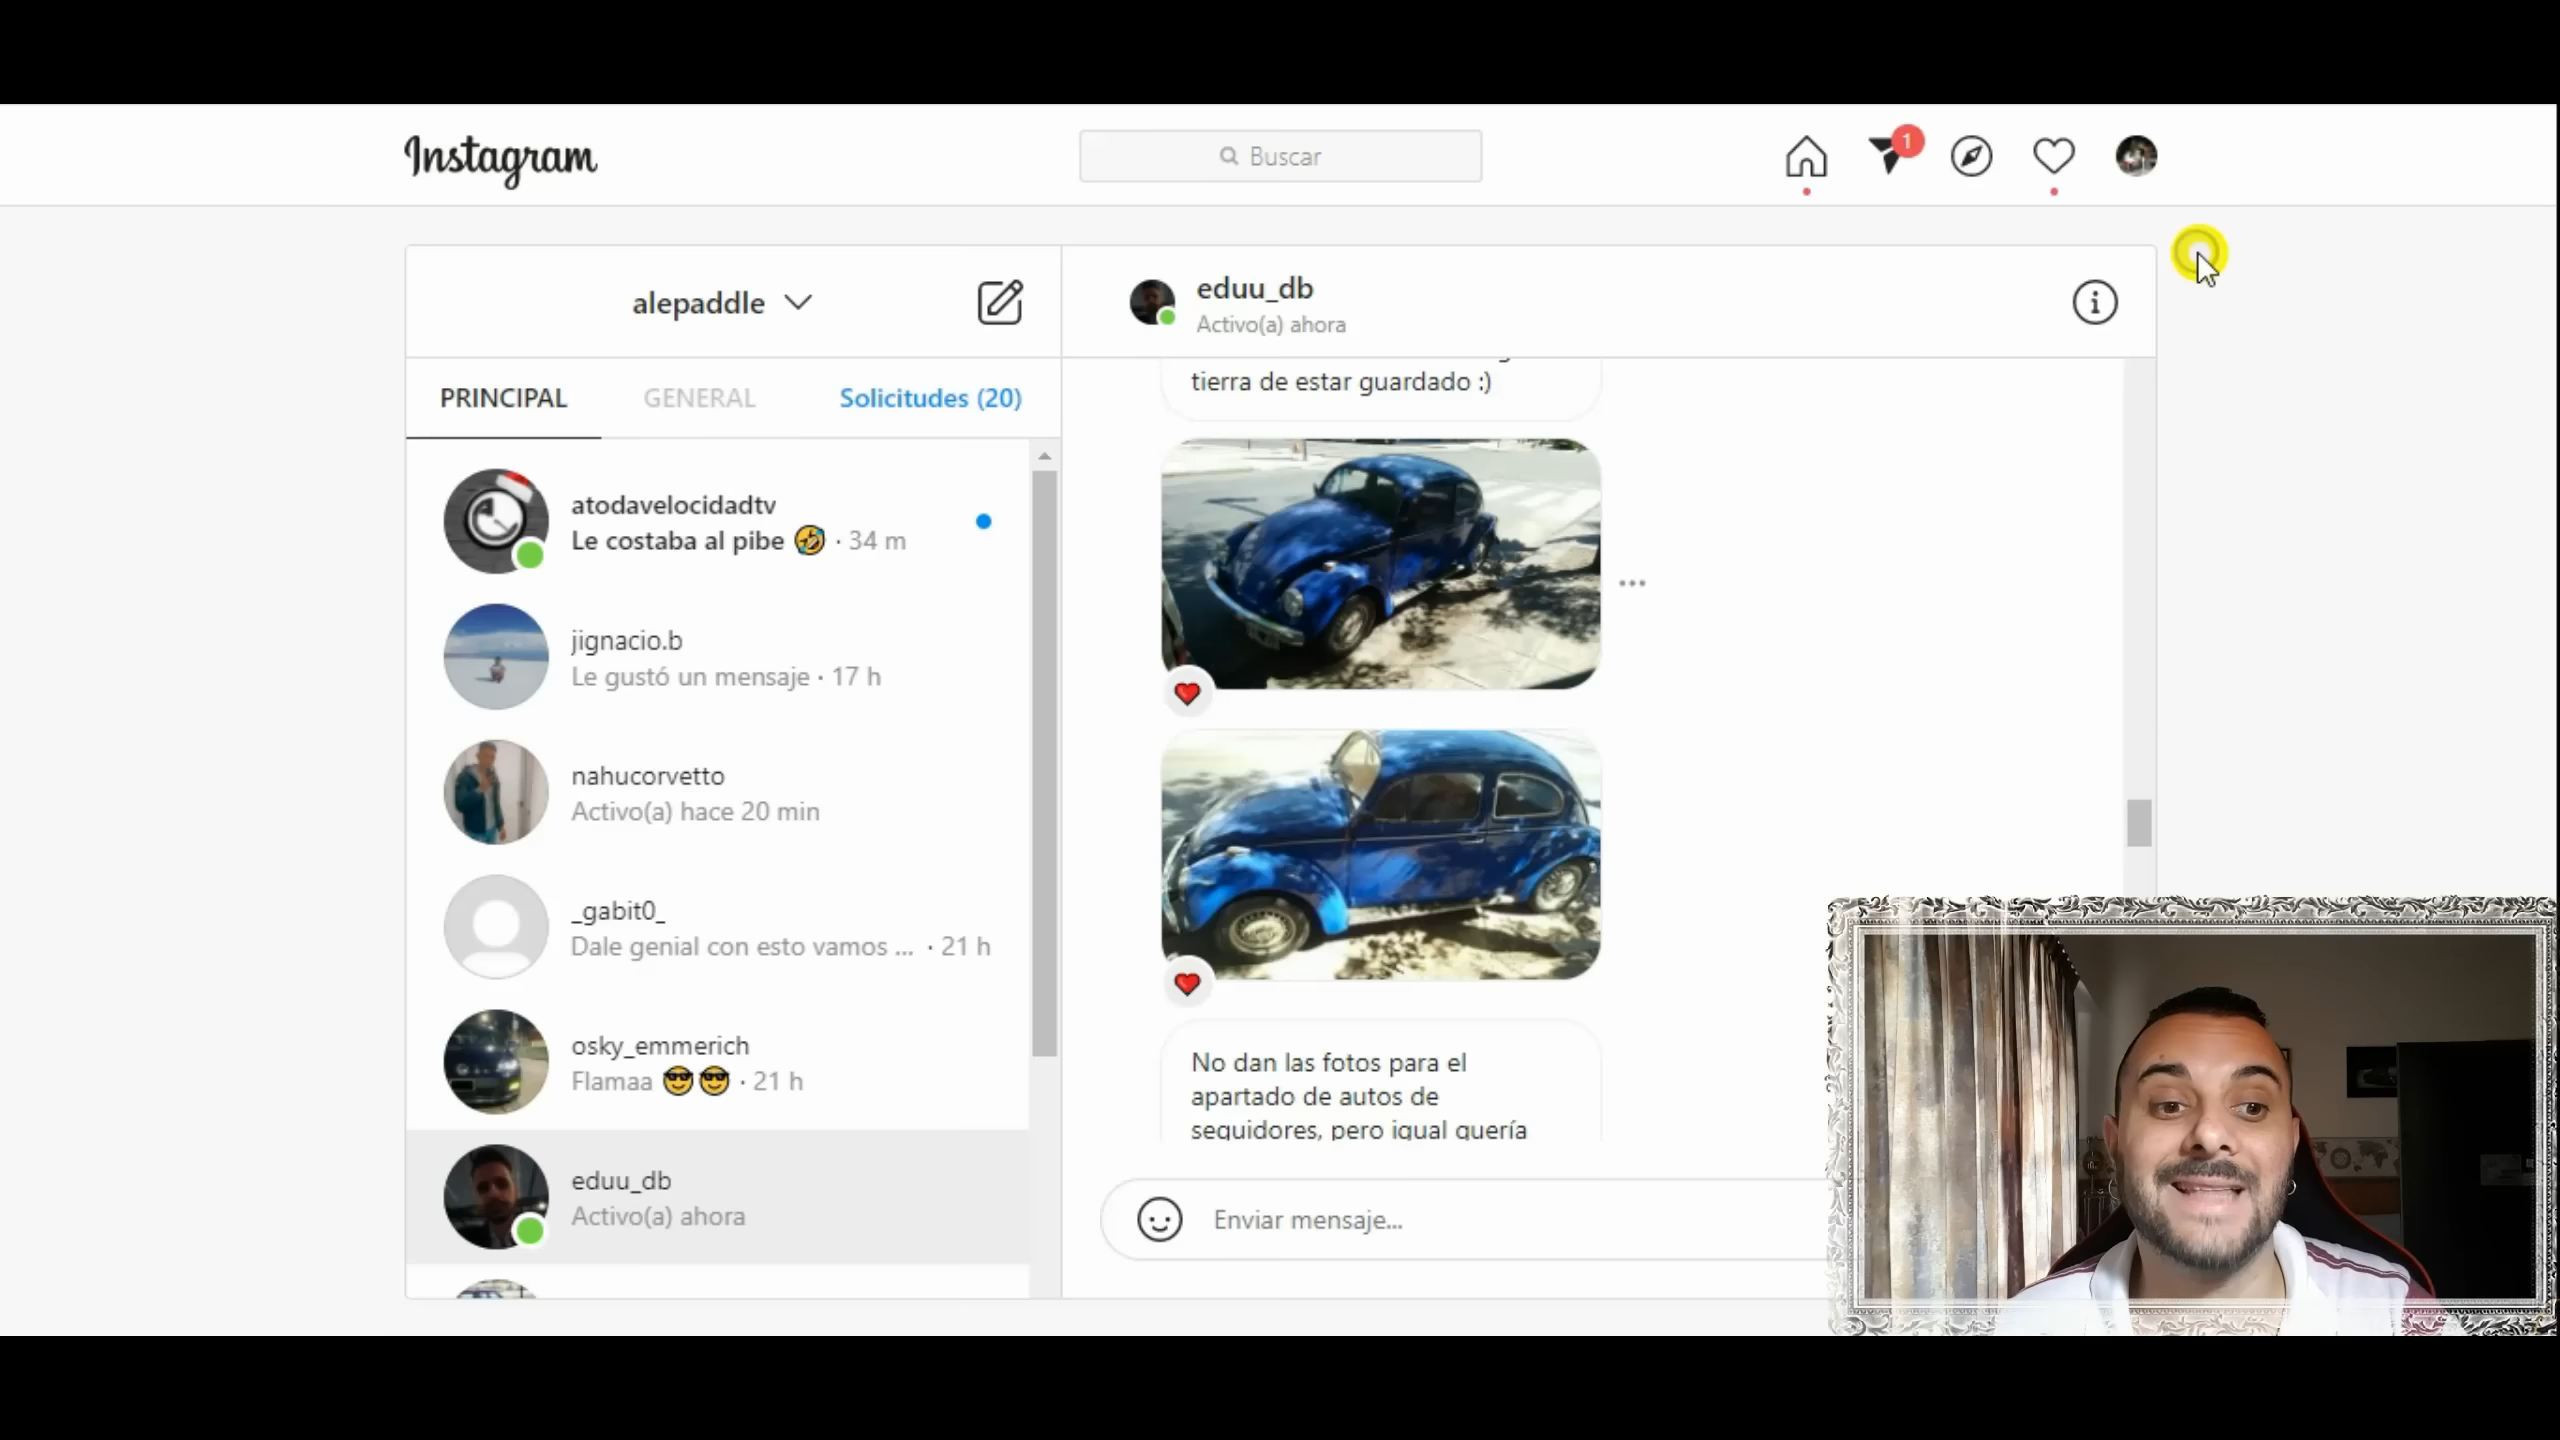 Instagram
Buscar
1
alepaddle
PRINCIPAL
GENERAL
Solicitudes (20)
atodavelocidadtv
Le costaba al pibe 🤣 · 34 m
jignacio.b
Le gustó un mensaje · 17 h
nahucorvetto
Activo(a) hace 20 min
_gabit0_
Dale genial con esto vamos ... · 21 h
osky_emmerich
Flamaa 😎😎 · 21 h
eduu_db
Activo(a) ahora
eduu_db
Activo(a) ahora
tierra de estar guardado :)
No dan las fotos para el
apartado de autos de
seguidores, pero igual quería
Enviar mensaje...